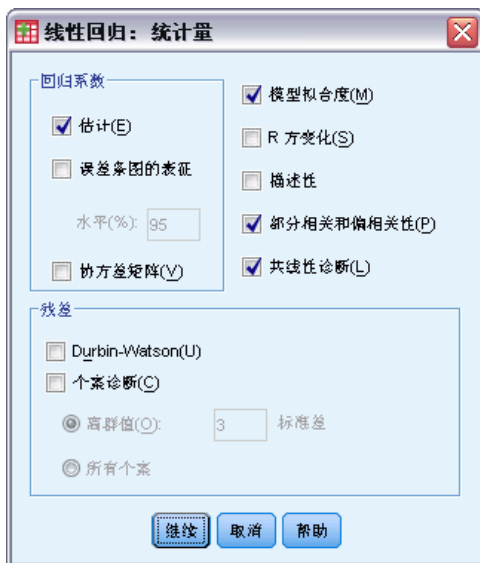 线性回归：统计量
回归系数
估计(E)
误差条图的表征
水平(%): 95
协方差矩阵(V)
模型拟合度(M)
R 方变化(S)
描述性
部分相关和偏相关性(P)
共线性诊断(L)
残差
Durbin-Watson(U)
个案诊断(C)
离群值(O): 3 标准差
所有个案
继续 取消 帮助